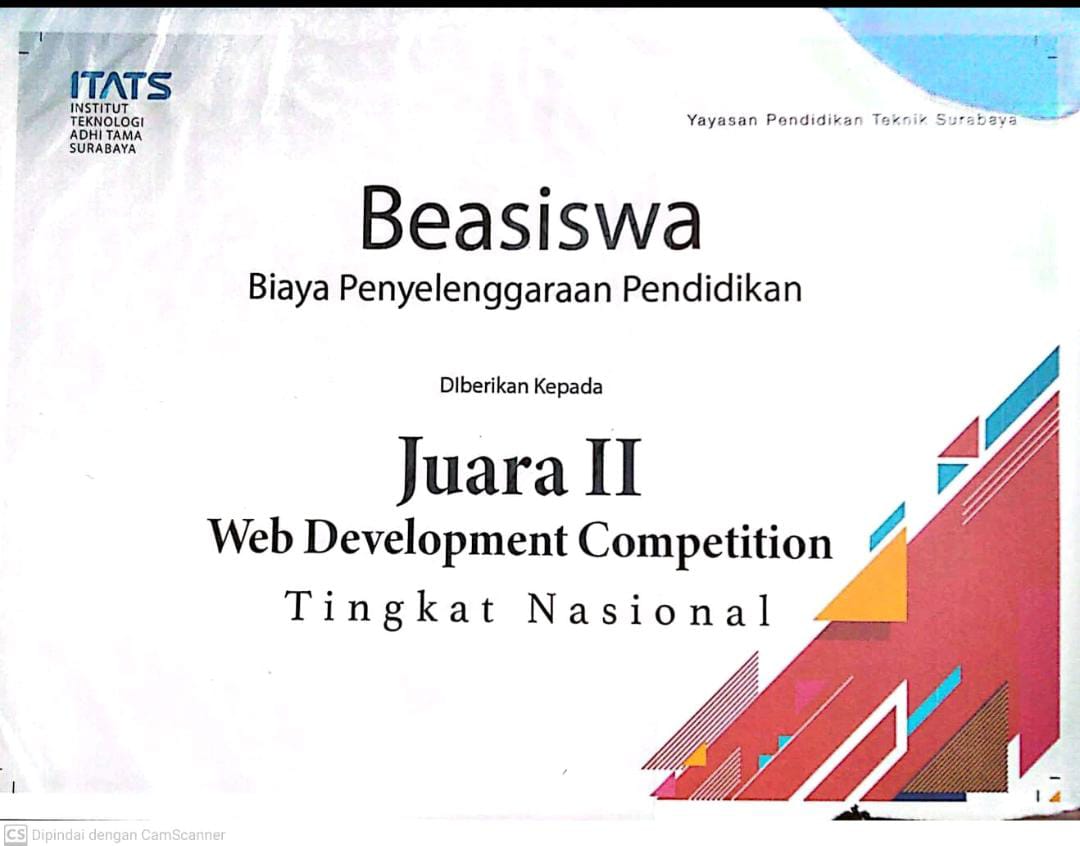 ITATS
INSTITUT
TEKNOLOGI
ADHI TAMA
SURABAYA
Yayasan Pendidikan Teknik Surabaya
Beasiswa
Biaya Penyelenggaraan Pendidikan
DIberikan Kepada
Juara II
Web Development Competition
Tingkat Nasional
CS Dipindai dengan CamScanner